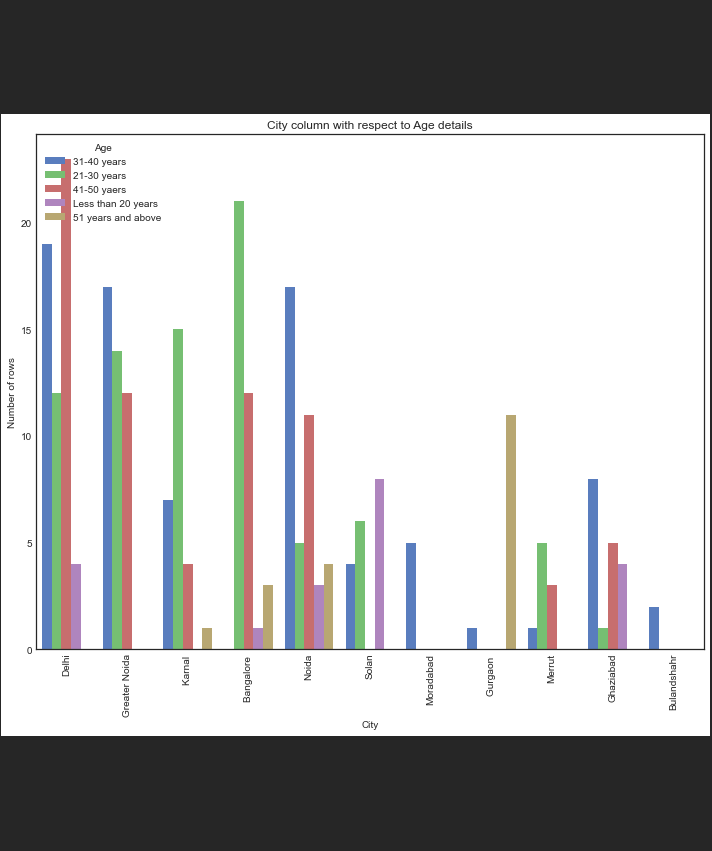 City column with respect to Age details
Age
31-40 years
21-30 years
41-50 yaers
Less than 20 years
51 years and above
20
15
10
5
0
Number of rows
Delhi
Greater Noida
Karnal
Bangalore
Noida
Solan
Moradabad
Gurgaon
Merrut
Ghaziabad
Bulandshahr
City